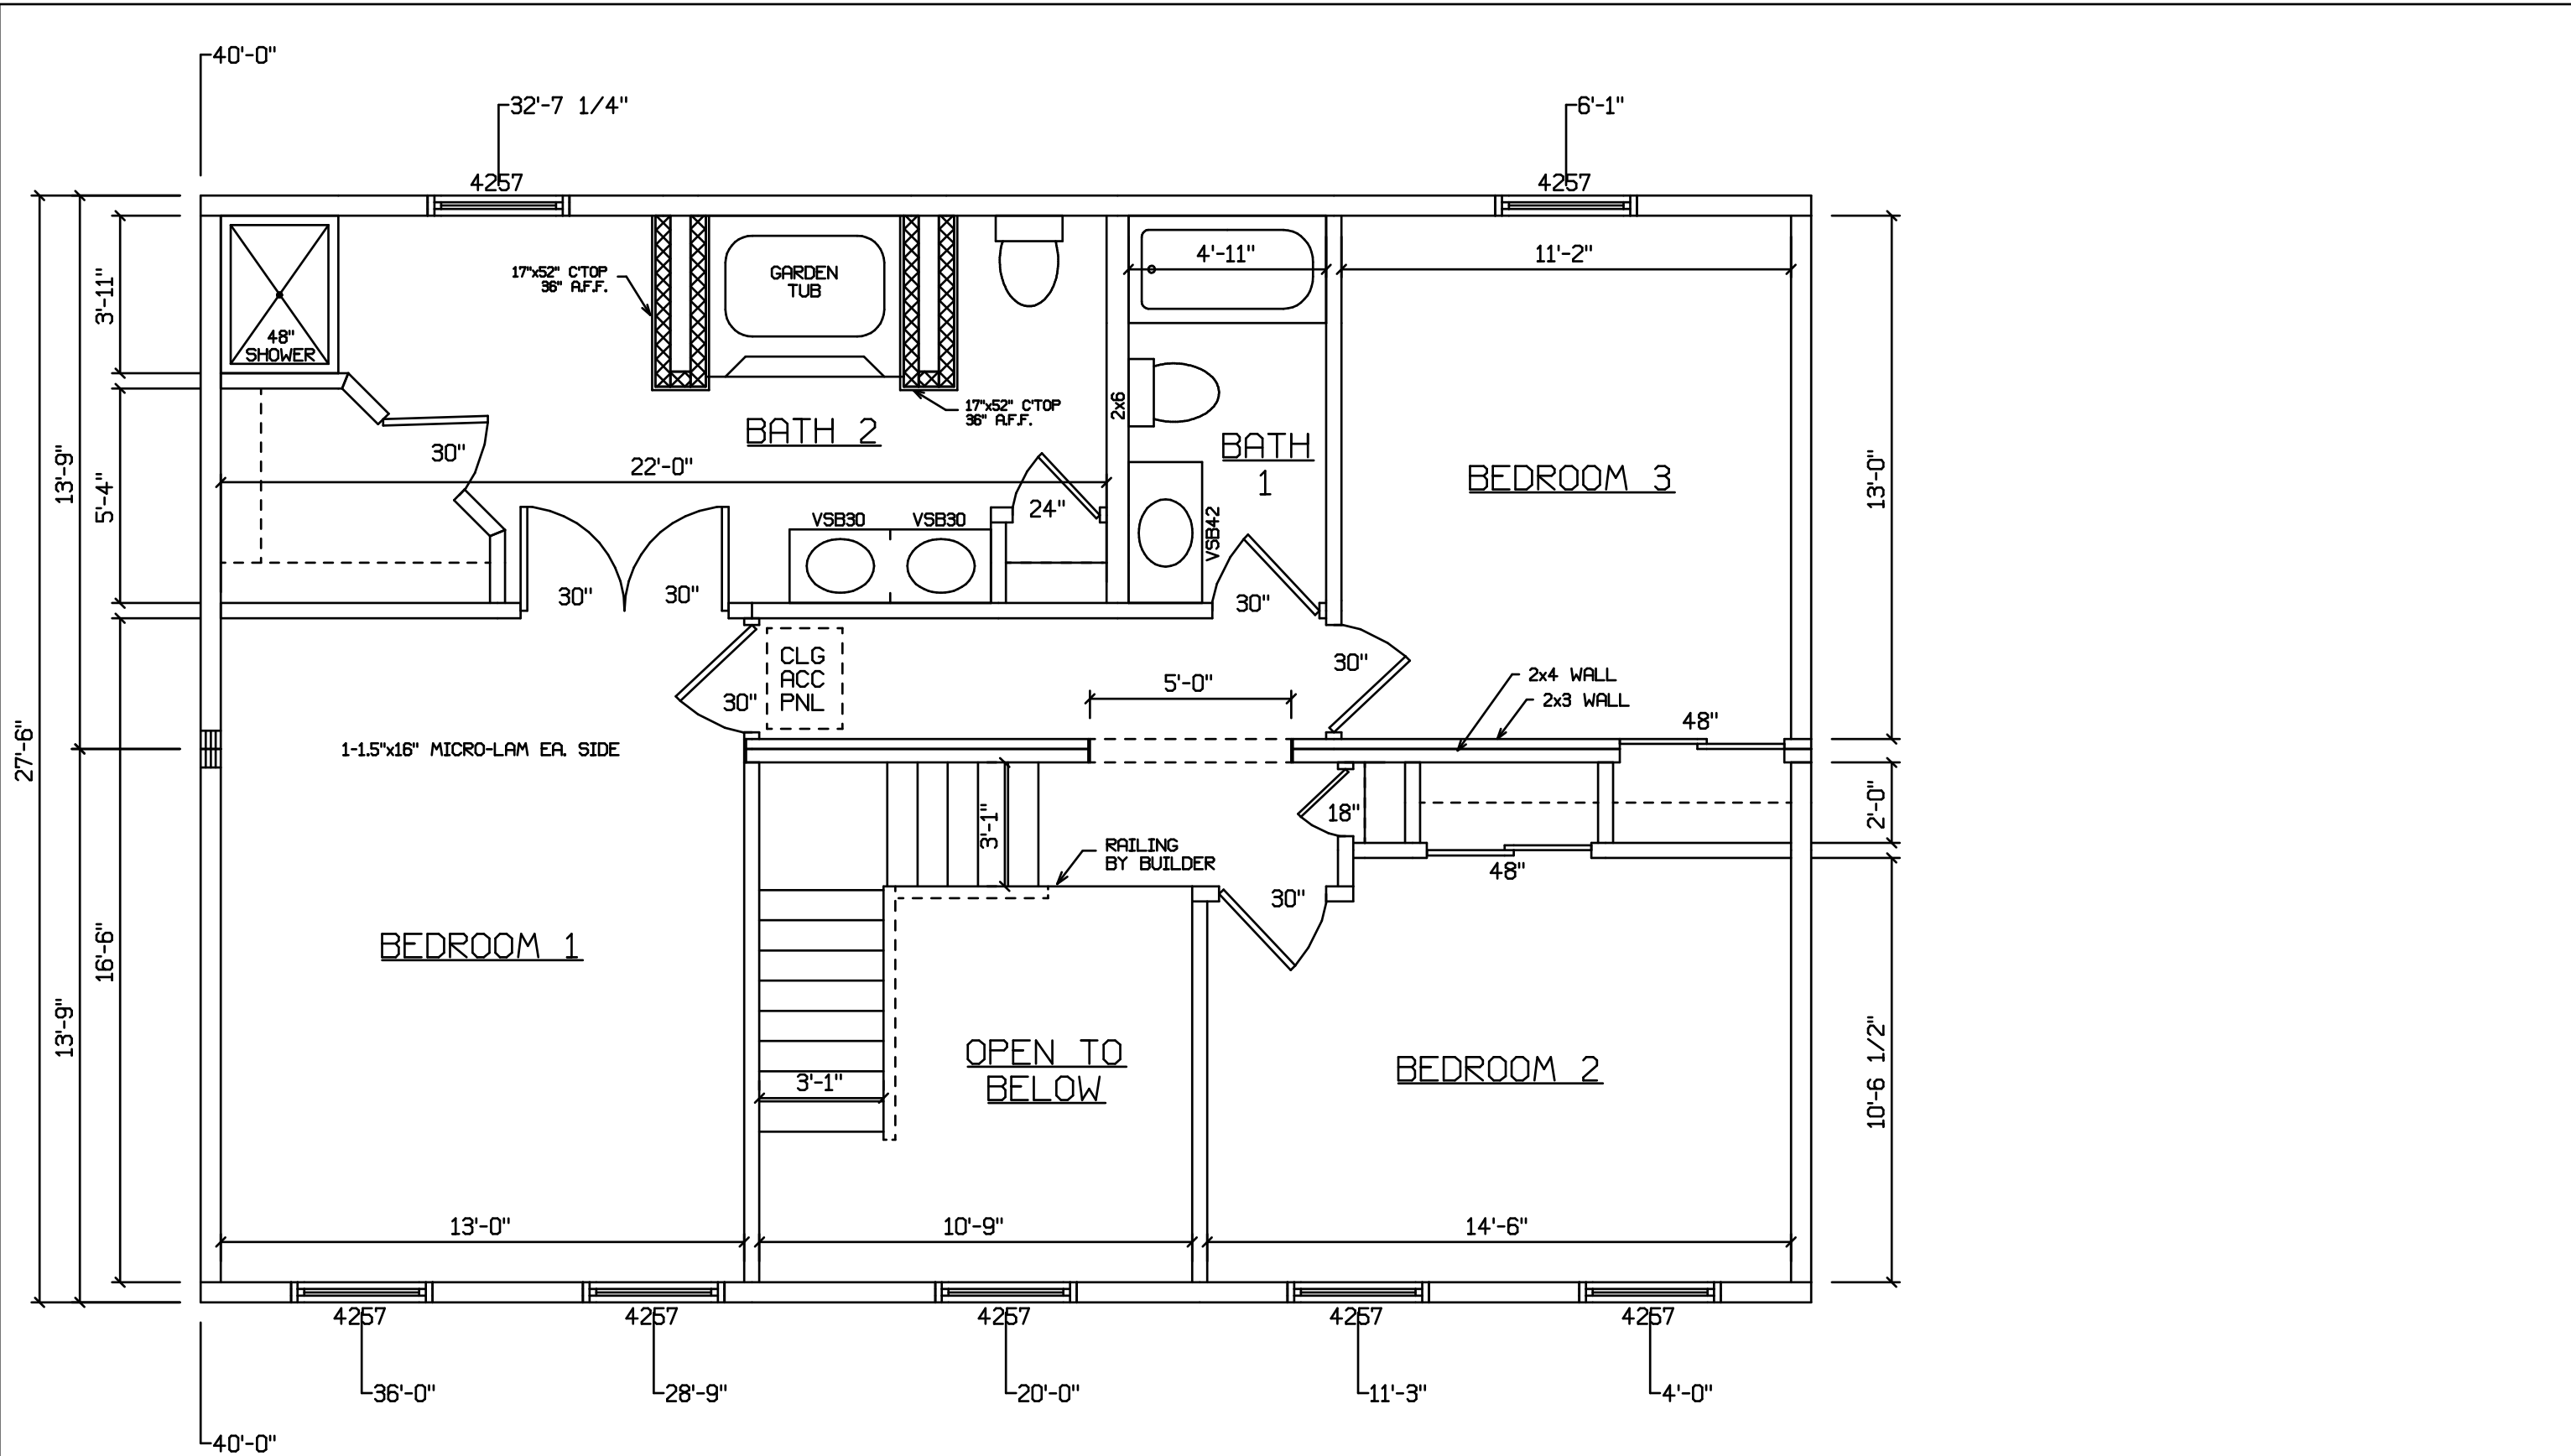 40'-0"
32'-7 1/4"
6'-1"
4257
4257
3'-11"
17"x52" C'TOP
36" A.F.F.
GARDEN
TUB
4'-11"
11'-2"
48"
SHOWER
17"x52" C'TOP
36" A.F.F.
2x6
BATH 2
BATH
1
30"
22'-0"
BEDROOM 3
13'-9"
5'-4"
13'-0"
24"
VSB30
VSB30
VSB42
30"
30"
30"
CLG
ACC
PNL
30"
5'-0"
30"
2x4 WALL
2x3 WALL
48"
27'-6"
1-1.5"x16" MICRO-LAM EA. SIDE
3'-1"
18"
2'-0"
RAILING
BY BUILDER
48"
30"
16'-6"
BEDROOM 1
13'-9"
OPEN TO
BELOW
BEDROOM 2
10'-6 1/2"
3'-1"
13'-0"
10'-9"
14'-6"
4257
4257
4257
4257
4257
36'-0"
28'-9"
20'-0"
11'-3"
4'-0"
40'-0"